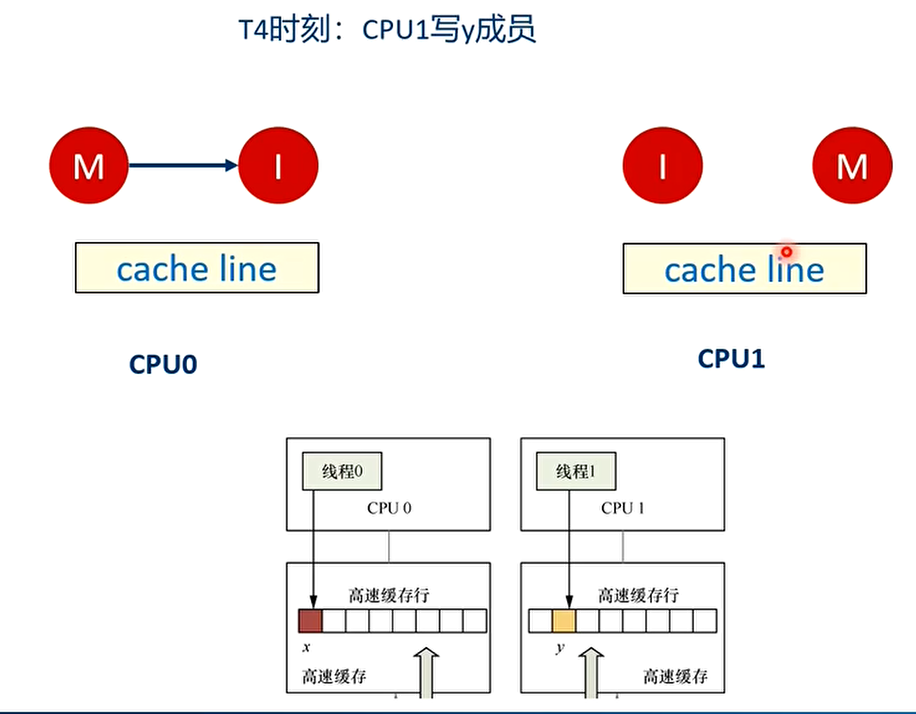 T4时刻：CPU1写y成员
M I I M
cache line cache line
CPU0 CPU1
线程0 线程1
CPU 0 CPU 1
高速缓存行 高速缓存行
x y
高速缓存 高速缓存